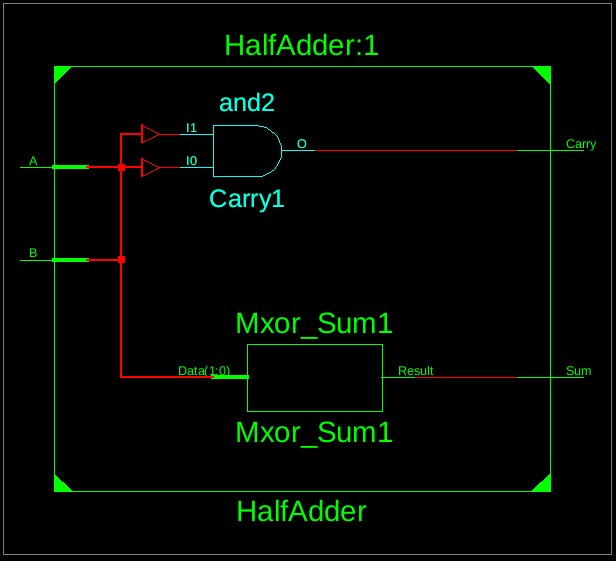 HalfAdder:1
and2
I1
A
I0
O
Carry
Carry1
B
Mxor_Sum1
Data(1:0)
Result
Sum
Mxor_Sum1
HalfAdder